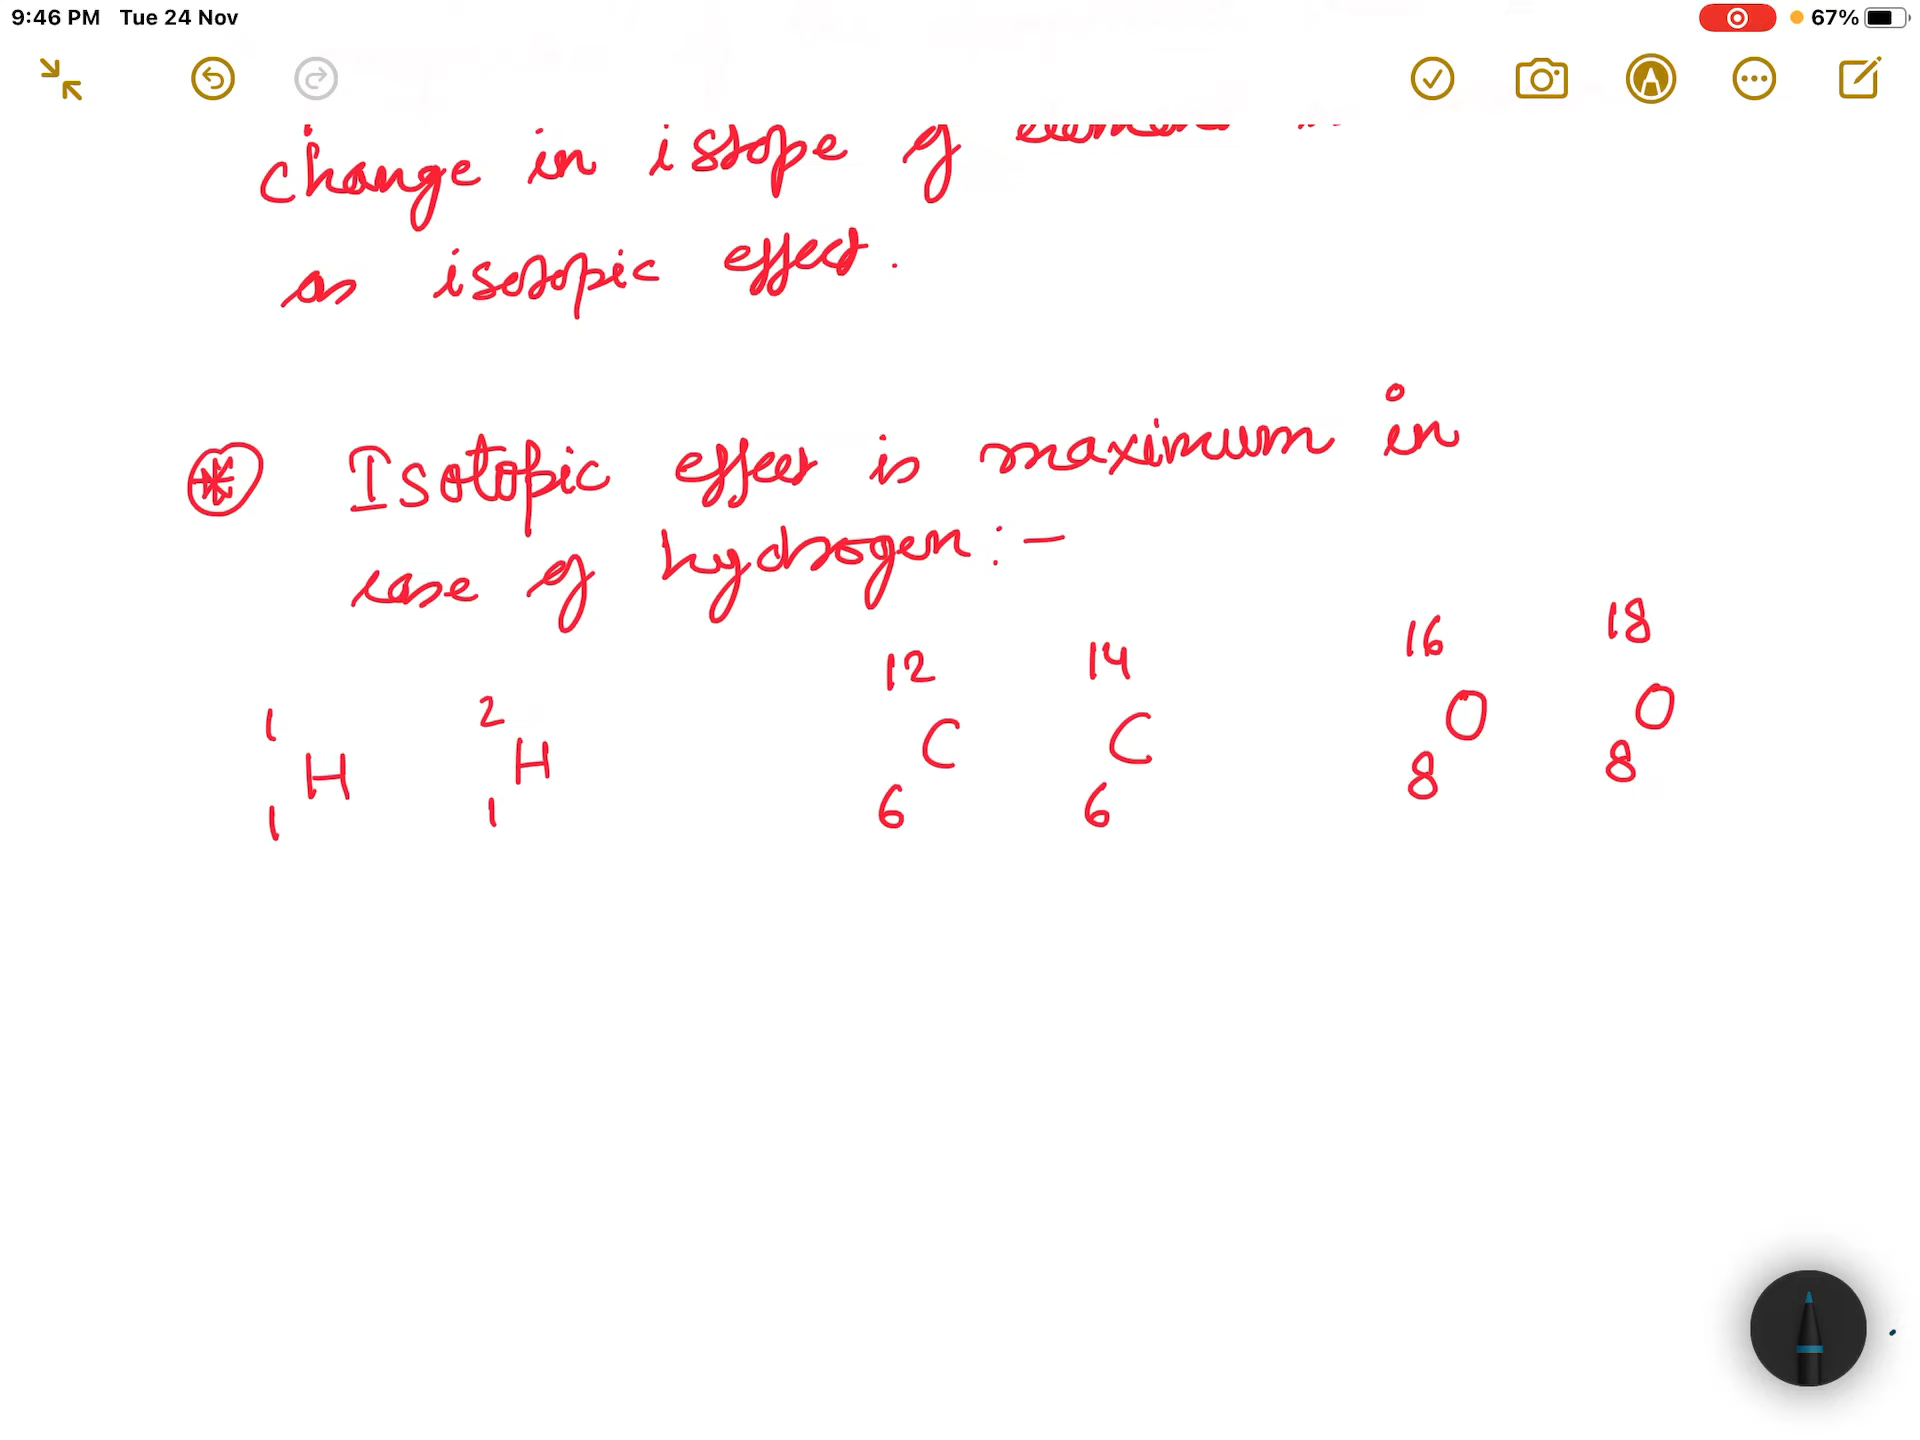 9:46 PM Tue 24 Nov 67%
change in istope of
as isotopic effect.
Isotopic effect is maximum in
case of hydrogen :-
1 2 12 14 16 18
H H C C O O
1 1 6 6 8 8